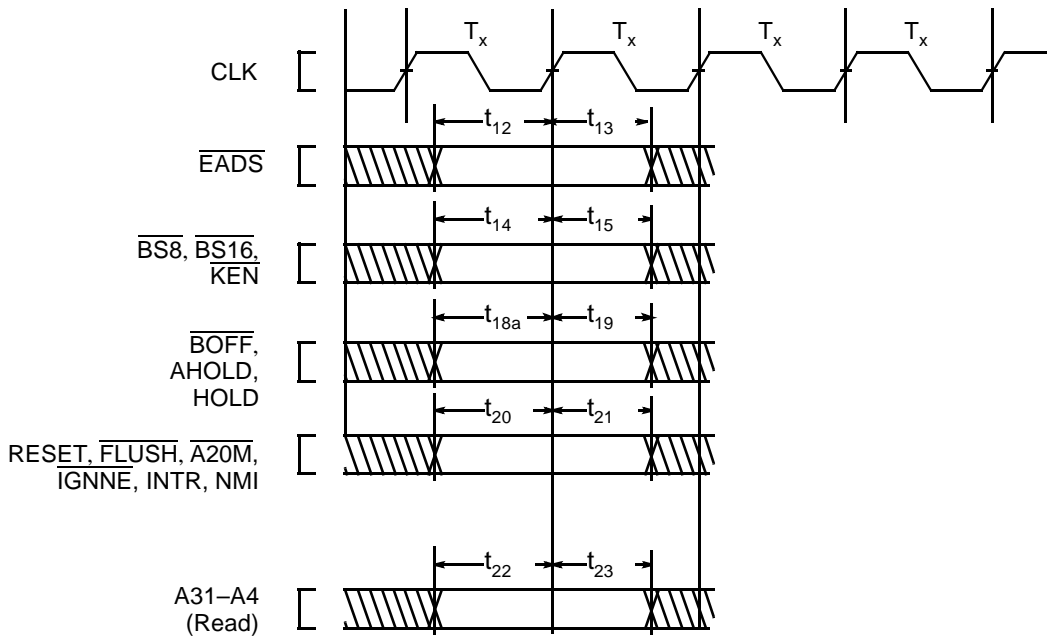 Tx Tx Tx Tx
CLK
t12 t13
EADS
t14 t15
BS8, BS16,
KEN
t18a t19
BOFF,
AHOLD,
HOLD
t20 t21
RESET, FLUSH, A20M,
IGNNE, INTR, NMI
t22 t23
A31–A4
(Read)